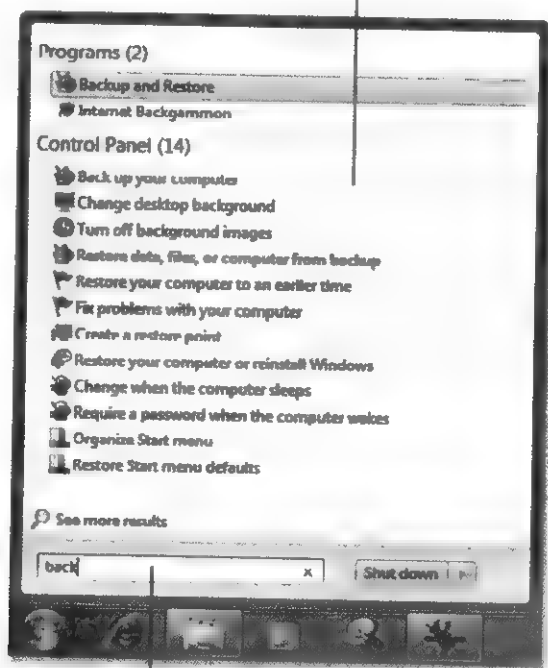 Programs (2)
Backup and Restore
Internet Backgammon
Control Panel (14)
Back up your computer
Change desktop background
Turn off background images
Restore data, files, or computer from backup
Restore your computer to an earlier time
Fix problems with your computer
Create a restore point
Restore your computer or reinstall Windows
Change when the computer sleeps
Require a password when the computer wakes
Organize Start menu
Restore Start menu defaults
See more results
back x Shut down